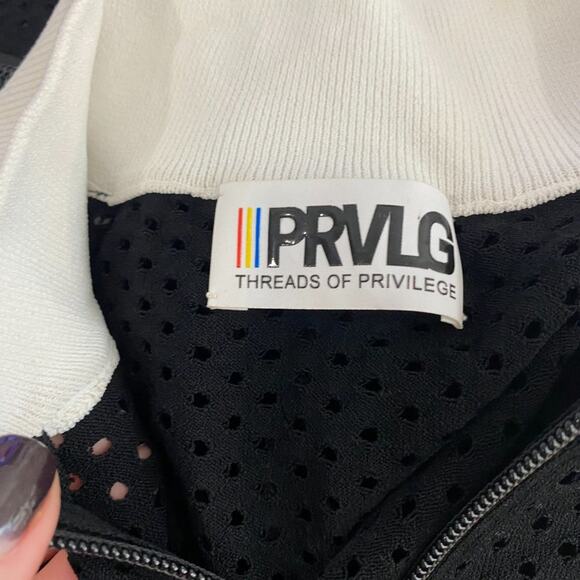 PRVLG
THREADS OF PRIVILEGE